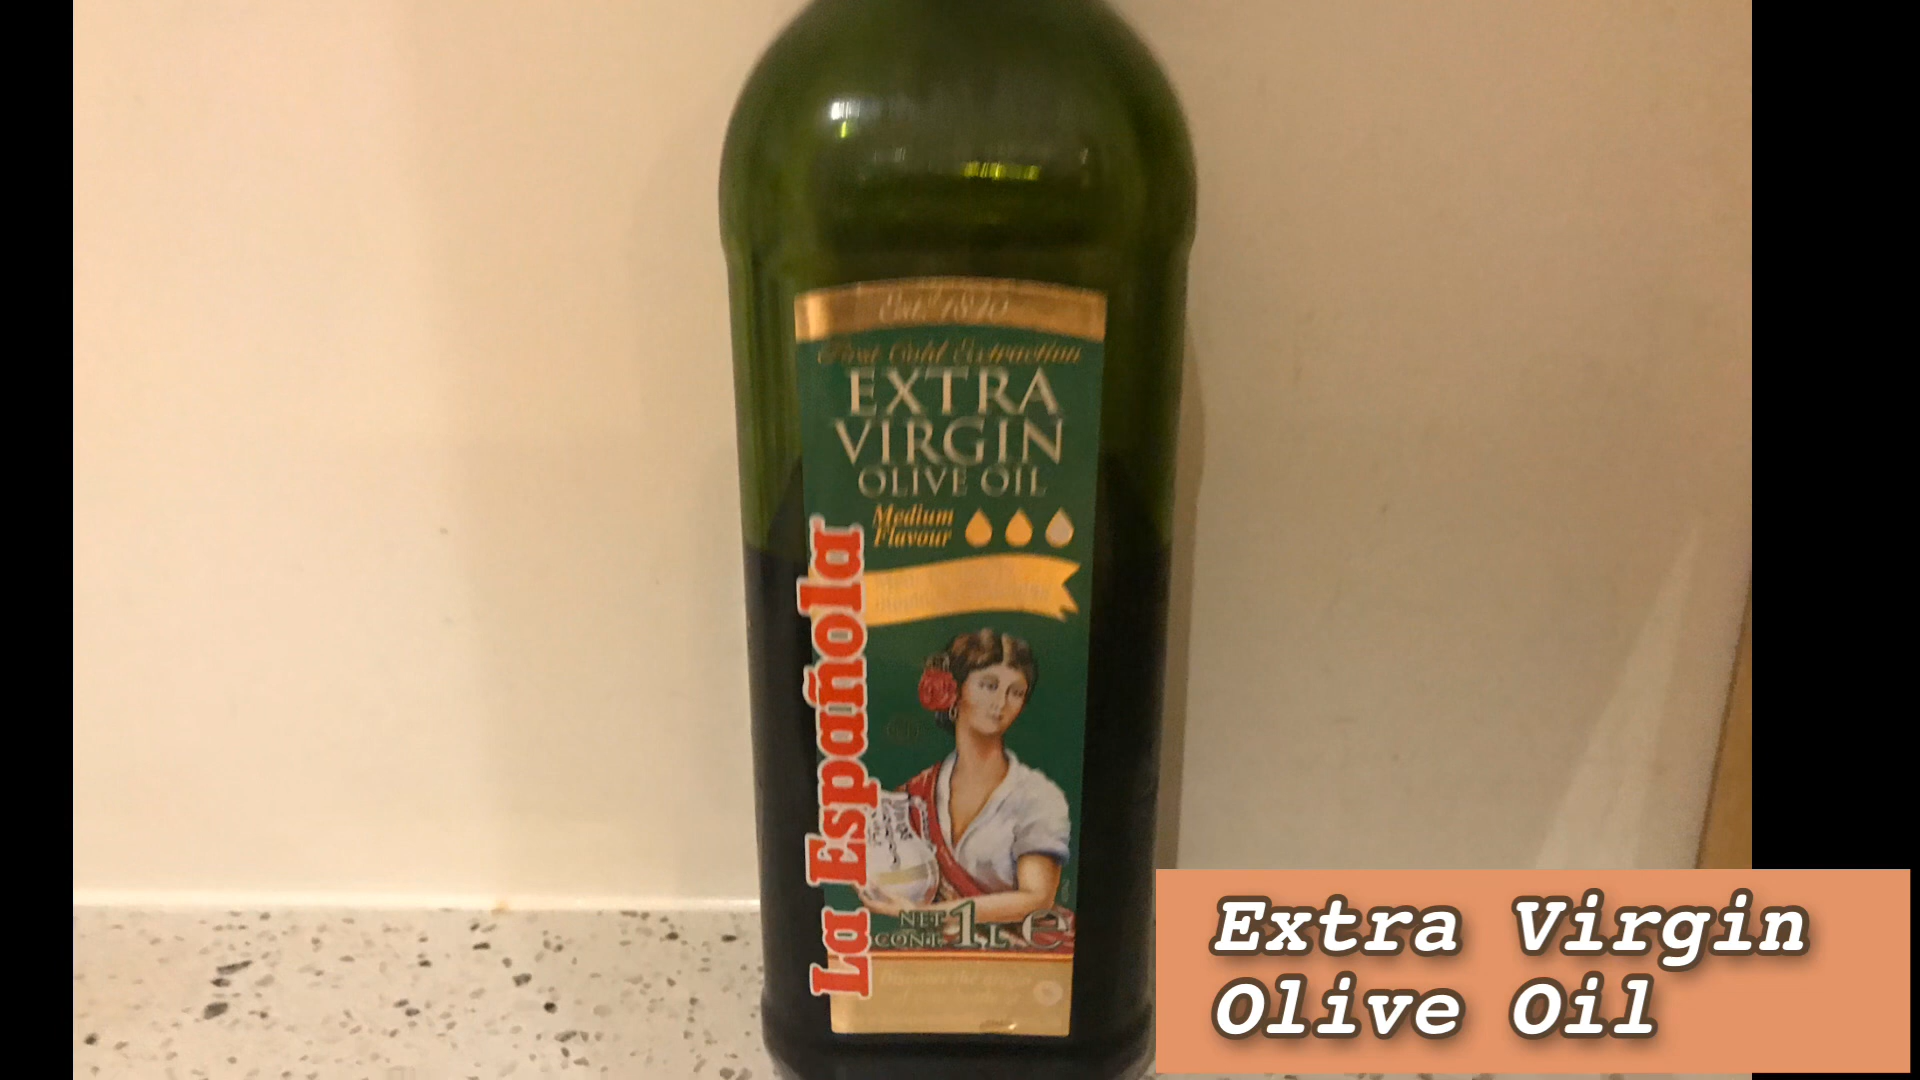 Est. 1840
First Cold Extraction
EXTRA
VIRGIN
OLIVE OIL
Medium
Flavour
La Española
NET
CONT. 1L e
Extra Virgin
Olive Oil